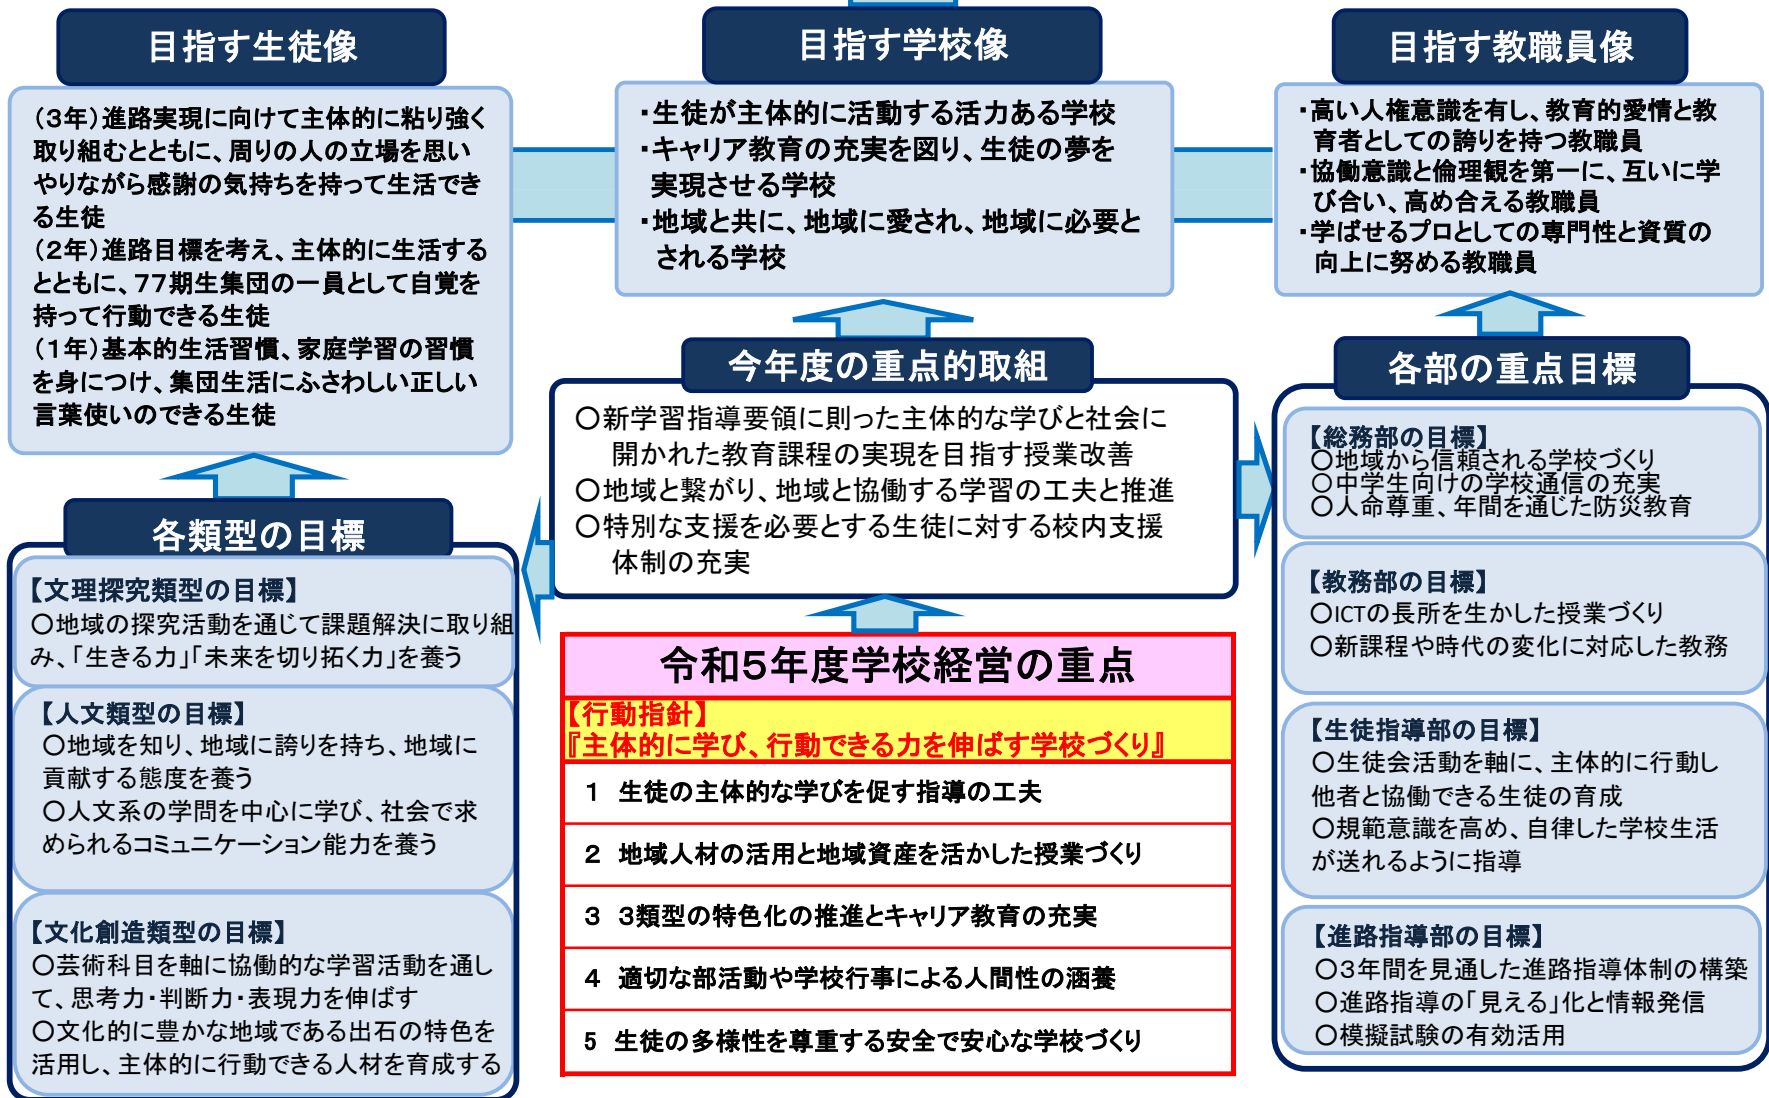 目指す生徒像
(3年)進路実現に向けて主体的に粘り強く
取り組むとともに、周りの人の立場を思い
やりながら感謝の気持ちを持って生活でき
る生徒
(2年)進路目標を考え、主体的に生活する
とともに、77期生集団の一員として自覚を
持って行動できる生徒
(1年)基本的生活習慣、家庭学習の習慣
を身につけ、集団生活にふさわしい正しい
言葉使いのできる生徒
目指す学校像
・生徒が主体的に活動する活力ある学校
・キャリア教育の充実を図り、生徒の夢を
実現させる学校
・地域と共に、地域に愛され、地域に必要と
される学校
目指す教職員像
・高い人権意識を有し、教育的愛情と教
育者としての誇りを持つ教職員
・協働意識と倫理観を第一に、互いに学
び合い、高め合える教職員
・学ばせるプロとしての専門性と資質の
向上に努める教職員
今年度の重点的取組
○新学習指導要領に則った主体的な学びと社会に
開かれた教育課程の実現を目指す授業改善
○地域と繋がり、地域と協働する学習の工夫と推進
○特別な支援を必要とする生徒に対する校内支援
体制の充実
各類型の目標
【文理探究類型の目標】
○地域の探究活動を通じて課題解決に取り組
み、「生きる力」「未来を切り拓く力」を養う
【人文類型の目標】
○地域を知り、地域に誇りを持ち、地域に
貢献する態度を養う
○人文系の学問を中心に学び、社会で求
められるコミュニケーション能力を養う
【文化創造類型の目標】
○芸術科目を軸に協働的な学習活動を通し
て、思考力・判断力・表現力を伸ばす
○文化的に豊かな地域である出石の特色を
活用し、主体的に行動できる人材を育成する
令和5年度学校経営の重点
【行動指針】
『主体的に学び、行動できる力を伸ばす学校づくり』
1 生徒の主体的な学びを促す指導の工夫
2 地域人材の活用と地域資産を活かした授業づくり
3 3類型の特色化の推進とキャリア教育の充実
4 適切な部活動や学校行事による人間性の涵養
5 生徒の多様性を尊重する安全で安心な学校づくり
各部の重点目標
【総務部の目標】
○地域から信頼される学校づくり
○中学生向けの学校通信の充実
○人命尊重、年間を通じた防災教育
【教務部の目標】
○ICTの長所を生かした授業づくり
○新課程や時代の変化に対応した教務
【生徒指導部の目標】
○生徒会活動を軸に、主体的に行動し
他者と協働できる生徒の育成
○規範意識を高め、自律した学校生活
が送れるように指導
【進路指導部の目標】
○3年間を見通した進路指導体制の構築
○進路指導の「見える」化と情報発信
○模擬試験の有効活用